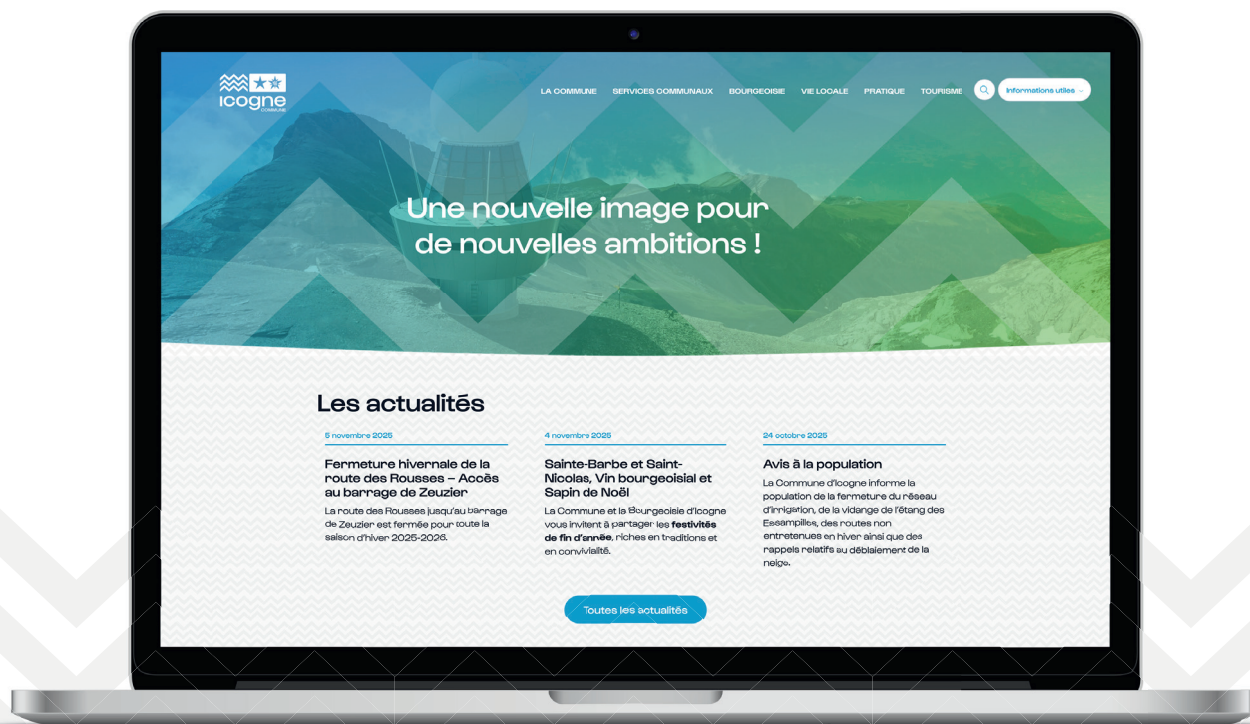 Icogne
COMMUNE
LA COMMUNE SERVICES COMMUNAUX BOURGEOISIE VIE LOCALE PRATIQUE TOURISME Informations utiles
Une nouvelle image pour
de nouvelles ambitions !
Les actualités
5 novembre 2025
Fermeture hivernale de la
route des Rousses – Accès
au barrage de Zeuzier
La route des Rousses jusqu'au barrage
de Zeuzier est fermée pour toute la
saison d'hiver 2025-2026.
4 novembre 2025
Sainte-Barbe et Saint-
Nicolas, Vin bourgeoisial et
Sapin de Noël
La Commune et la Bourgeoisie d'Icogne
vous invitent à partager les festivités
de fin d'année, riches en traditions et
en convivialité.
24 octobre 2025
Avis à la population
La Commune d'Icogne informe la
population de la fermeture du réseau
d'irrigation, de la vidange de l'étang des
Essampilles, des routes non
entretenues en hiver ainsi que des
rappels relatifs au déblaiement de la
neige.
Toutes les actualités